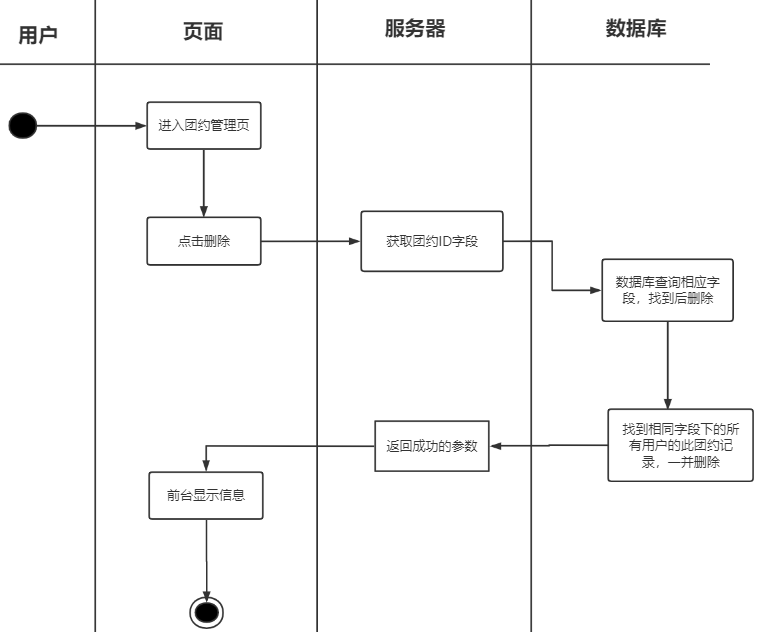 用户
页面
服务器
数据库
进入团约管理页
点击删除
获取团约ID字段
数据库查询相应字
段，找到后删除
找到相同字段下的所
有用户的此团约记
录，一并删除
返回成功的参数
前台显示信息